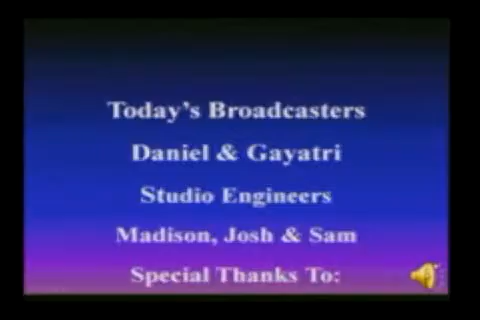 Today's Broadcasters
Daniel & Gayatri
Studio Engineers
Madison, Josh & Sam
Special Thanks To: